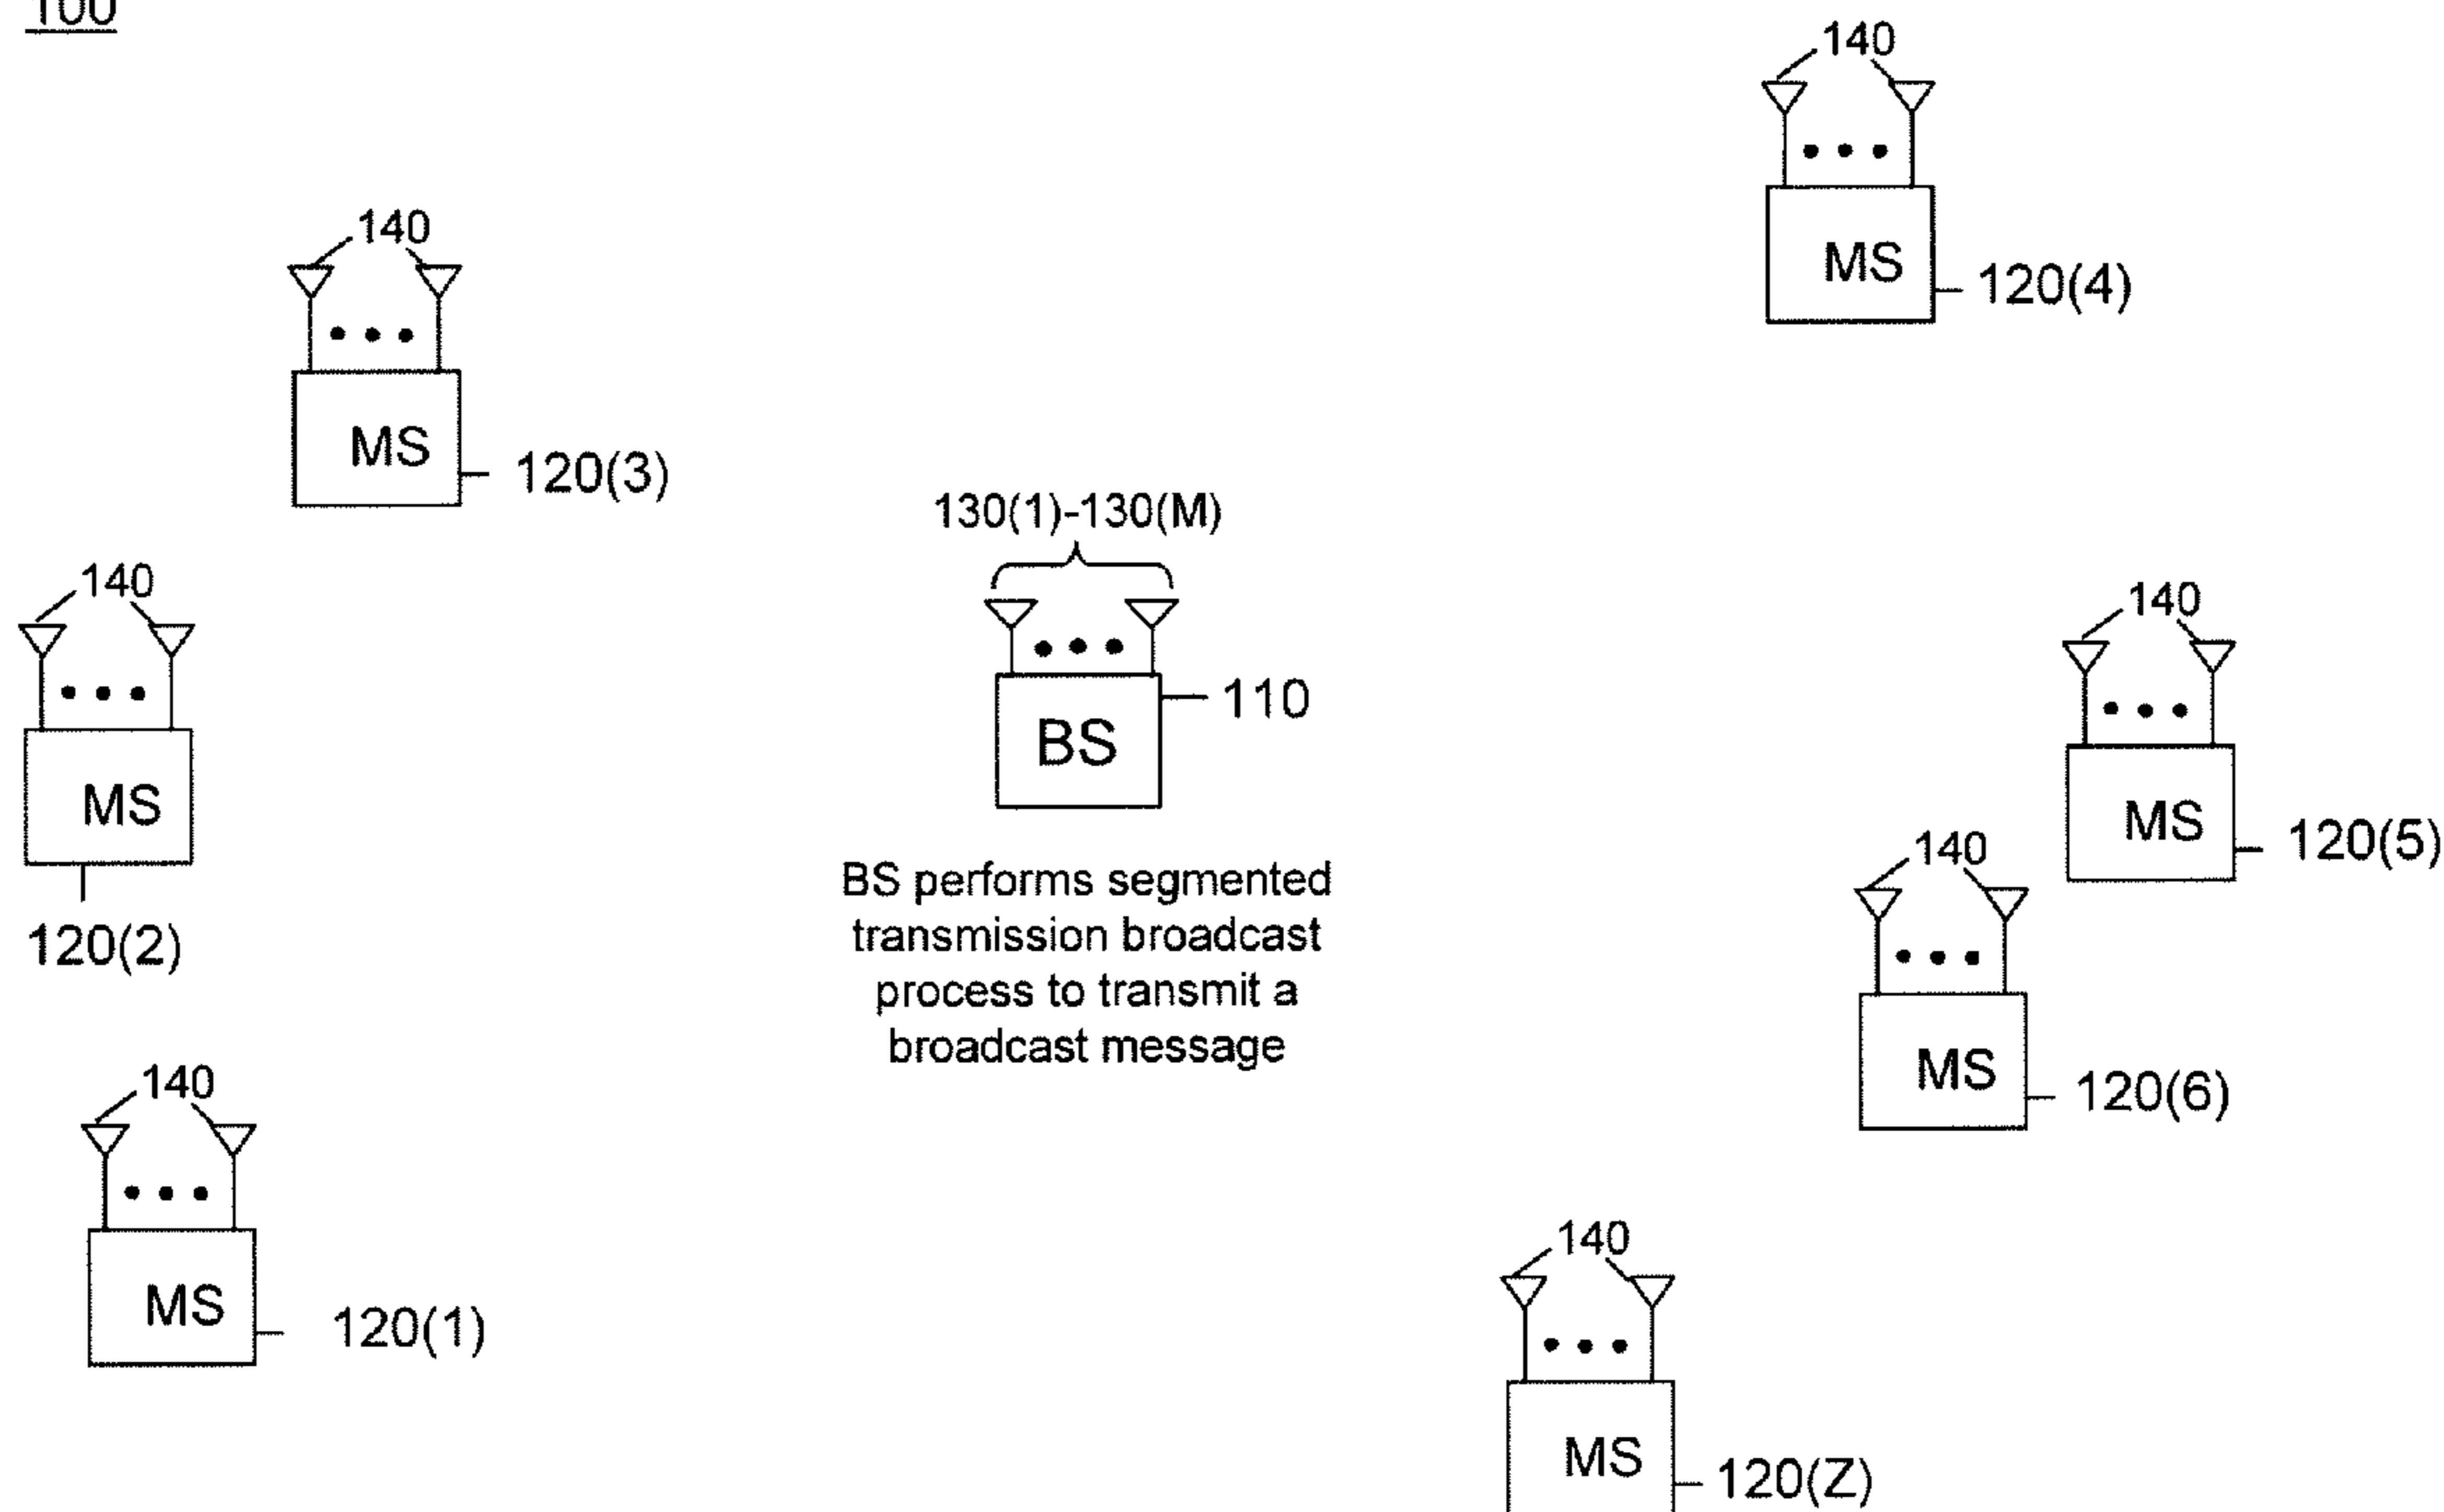 100
140
MS
120(4)
140
MS
120(3)
130(1)-130(M)
BS
110
140
MS
120(2)
140
MS
120(5)
BS performs segmented
transmission broadcast
process to transmit a
broadcast message
140
MS
120(6)
140
MS
120(1)
140
MS
120(Z)